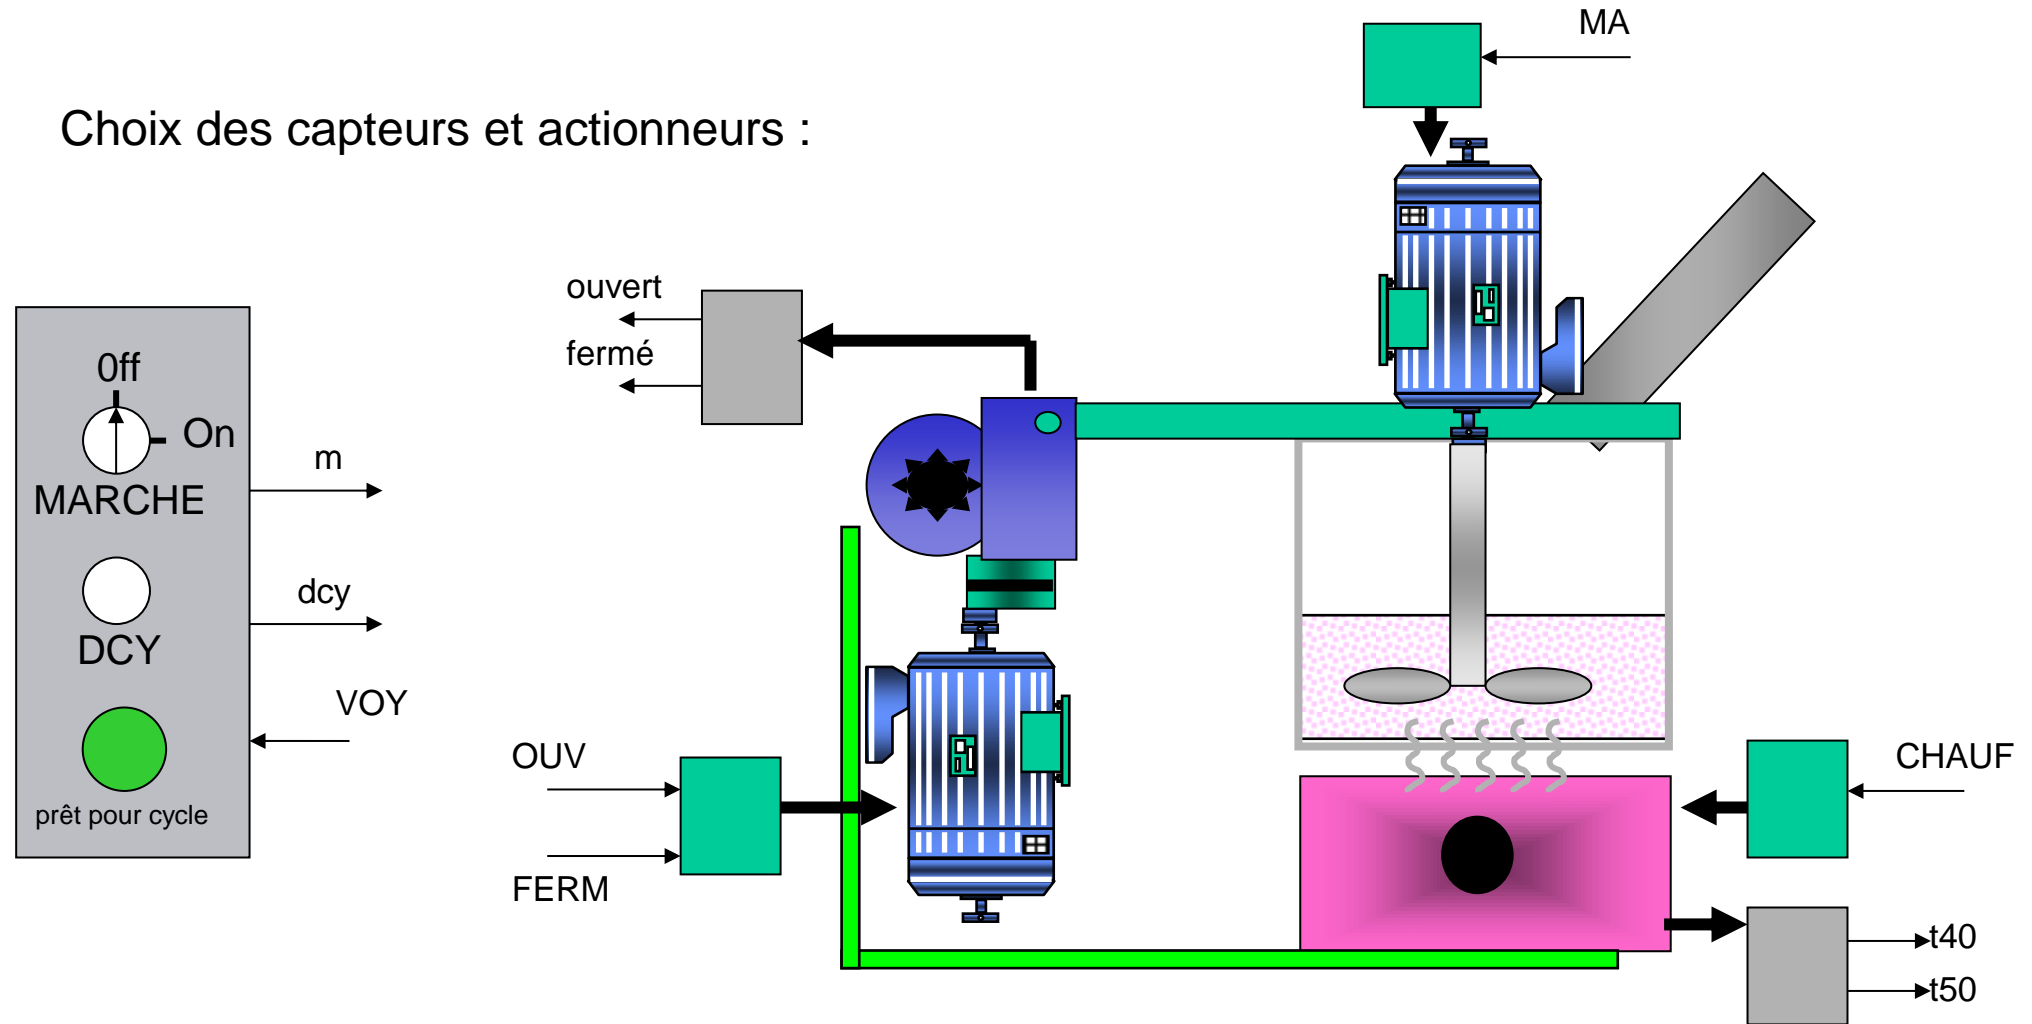 MA
Choix des capteurs et actionneurs :
ouvert
fermé
0ff
On
MARCHE
m
dcy
DCY
VOY
prêt pour cycle
OUV
FERM
CHAUF
t40
t50